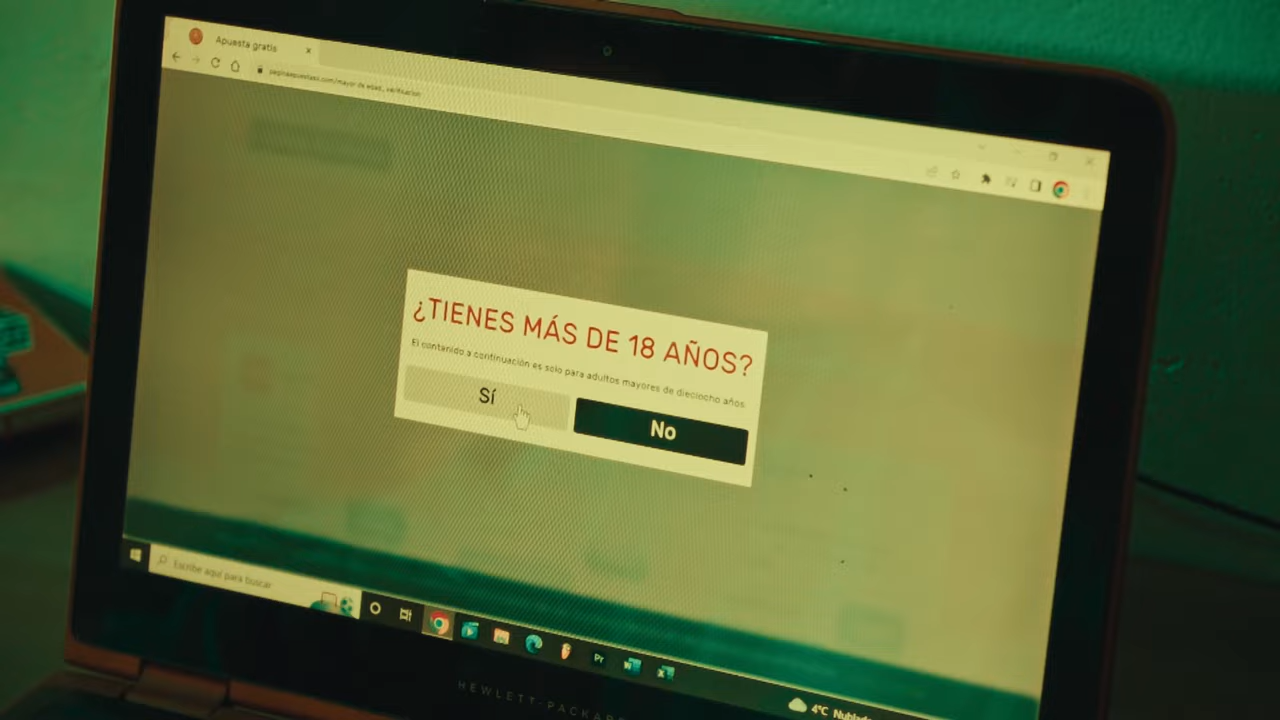 Apuesta gratis
¿TIENES MÁS DE 18 AÑOS?
El contenido a continuación es solo para adultos mayores de dieciocho años.
Sí
No
Escribe aquí para buscar
Pr
4°C
HEWLETT-PACKARD